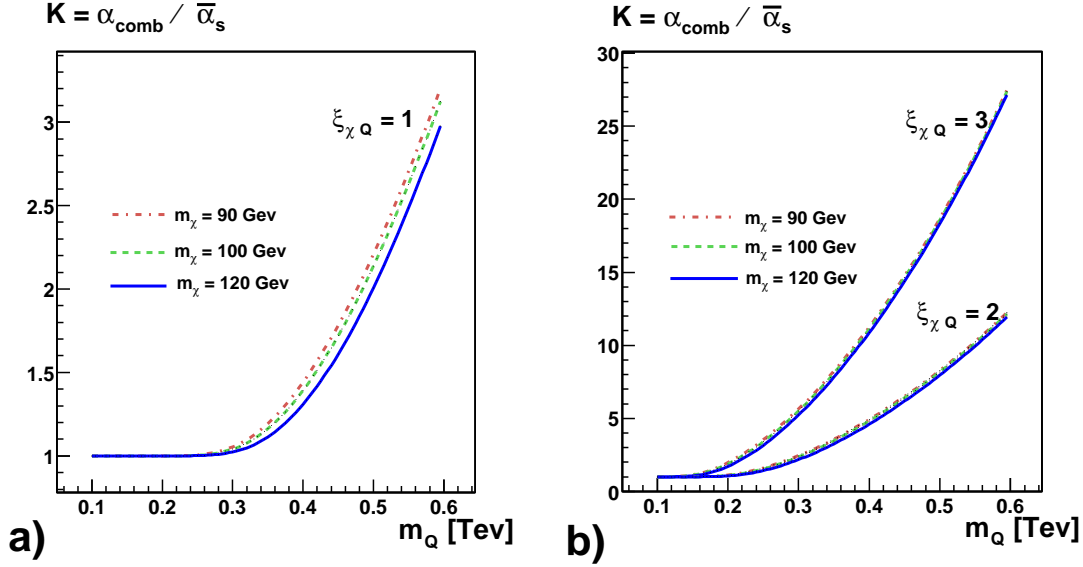 K = α_comb / α̅_s
ξ_χ Q = 1
m_χ = 90 Gev
m_χ = 100 Gev
m_χ = 120 Gev
3
2.5
2
1.5
1
0.1 0.2 0.3 0.4 0.5 0.6
m_Q [Tev]
a)
K = α_comb / α̅_s
ξ_χ Q = 3
m_χ = 90 Gev
m_χ = 100 Gev
m_χ = 120 Gev
ξ_χ Q = 2
30
25
20
15
10
5
0
0.1 0.2 0.3 0.4 0.5 0.6
m_Q [Tev]
b)